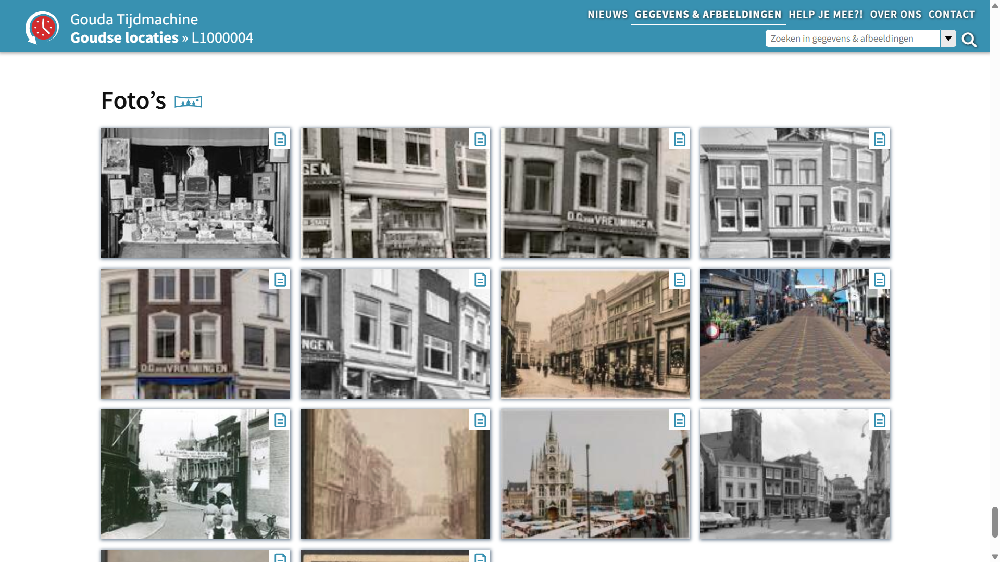 Gouda Tijdmachine
Goudse locaties » L1000004
NIEUWS GEGEVENS & AFBEELDINGEN HELP JE MEE?! OVER ONS CONTACT
Zoeken in gegevens & afbeeldingen
Foto’s
GEN
D.G. VAN VREUMINGEN
D.G. VAN VREUMINGEN
NGEN